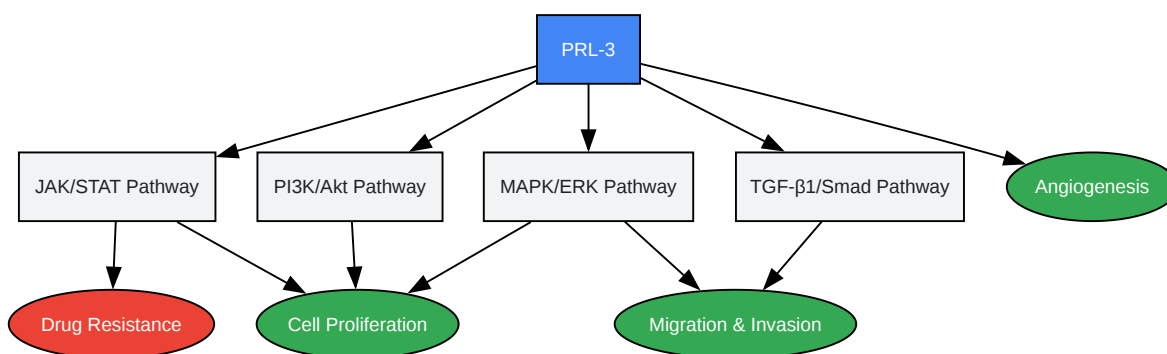 PRL-3
JAK/STAT Pathway
PI3K/Akt Pathway
MAPK/ERK Pathway
TGF-β1/Smad Pathway
Angiogenesis
Drug Resistance
Cell Proliferation
Migration & Invasion